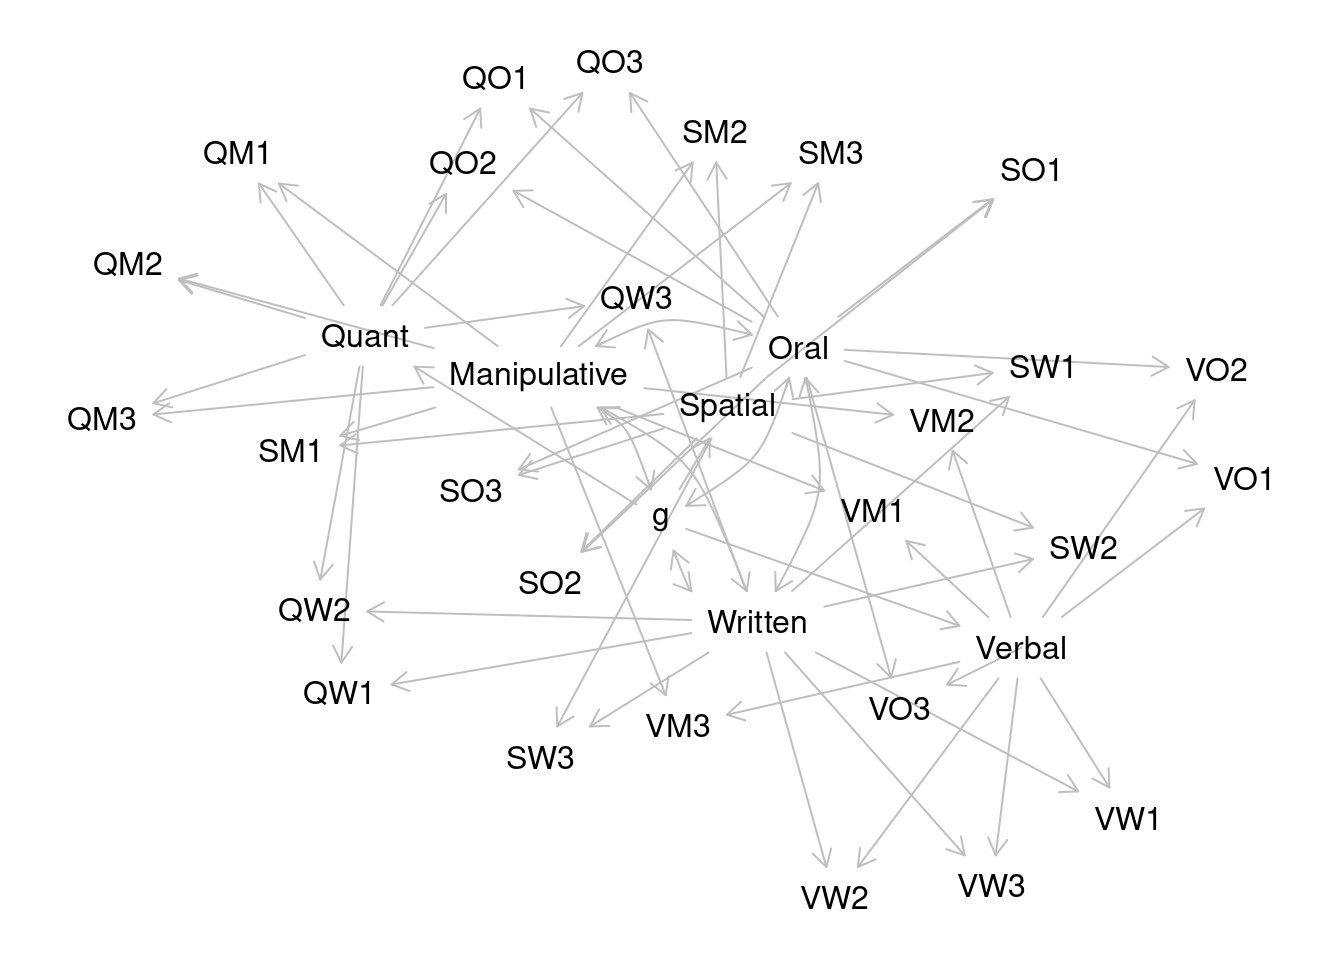 QO3
QO1
SM2
QM1
QO2
SM3
SO1
QM2
QW3
Quant
Oral
SW1
VO2
Manipulative
Spatial
QM3
VM2
SM1
VO1
SO3
g
VM1
SW2
SO2
QW2
Written
Verbal
QW1
VO3
VM3
SW3
VW1
VW3
VW2